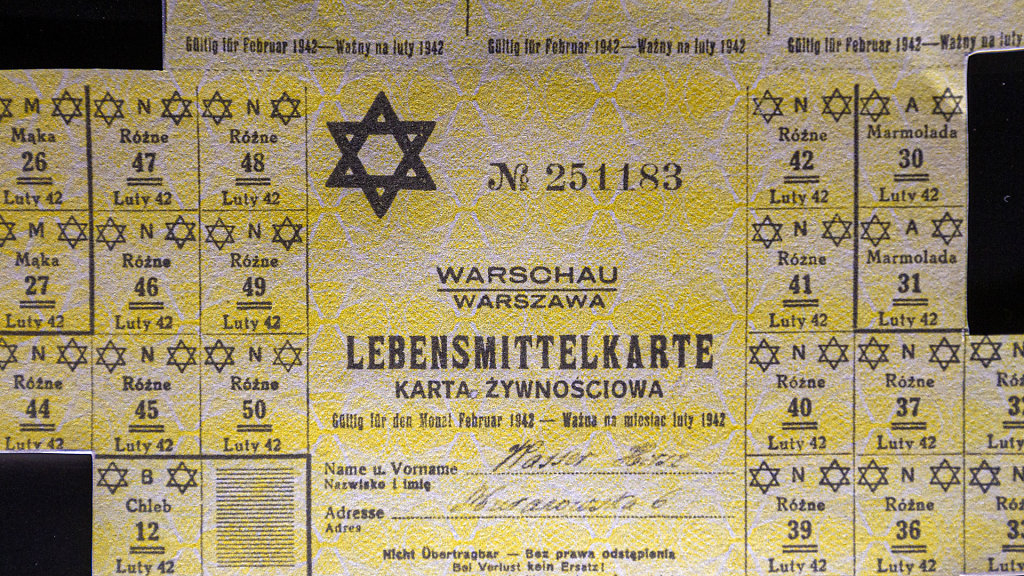 Gültig für Februar 1942—Ważny na luty 1942
Gültig für Februar 1942—Ważny na luty 1942
Gültig für Februar 1942—Ważny na luty 1942
№ 251183
WARSCHAU
WARSZAWA
LEBENSMITTELKARTE
KARTA ŻYWNOŚCIOWA
Gültig für den Monat Februar 1942 — Ważna na miesiąc luty 1942
Name u. Vorname
Nazwisko i imię
Adresse
Adres
Nicht Übertragbar — Bez prawa odstąpienia
Bei Verlust kein Ersatz!
M
Mąka
26
Luty 42
N
Różne
47
Luty 42
N
Różne
48
Luty 42
M
Mąka
27
Luty 42
N
Różne
46
Luty 42
N
Różne
49
Luty 42
N
Różne
44
Luty 42
N
Różne
45
Luty 42
N
Różne
50
Luty 42
B
Chleb
12
Luty 42
N
Różne
42
Luty 42
A
Marmolada
30
Luty 42
N
Różne
41
Luty 42
A
Marmolada
31
Luty 42
N
Różne
40
Luty 42
N
Różne
37
Luty 42
N
N
Różne
39
Luty 42
N
Różne
36
Luty 42
N